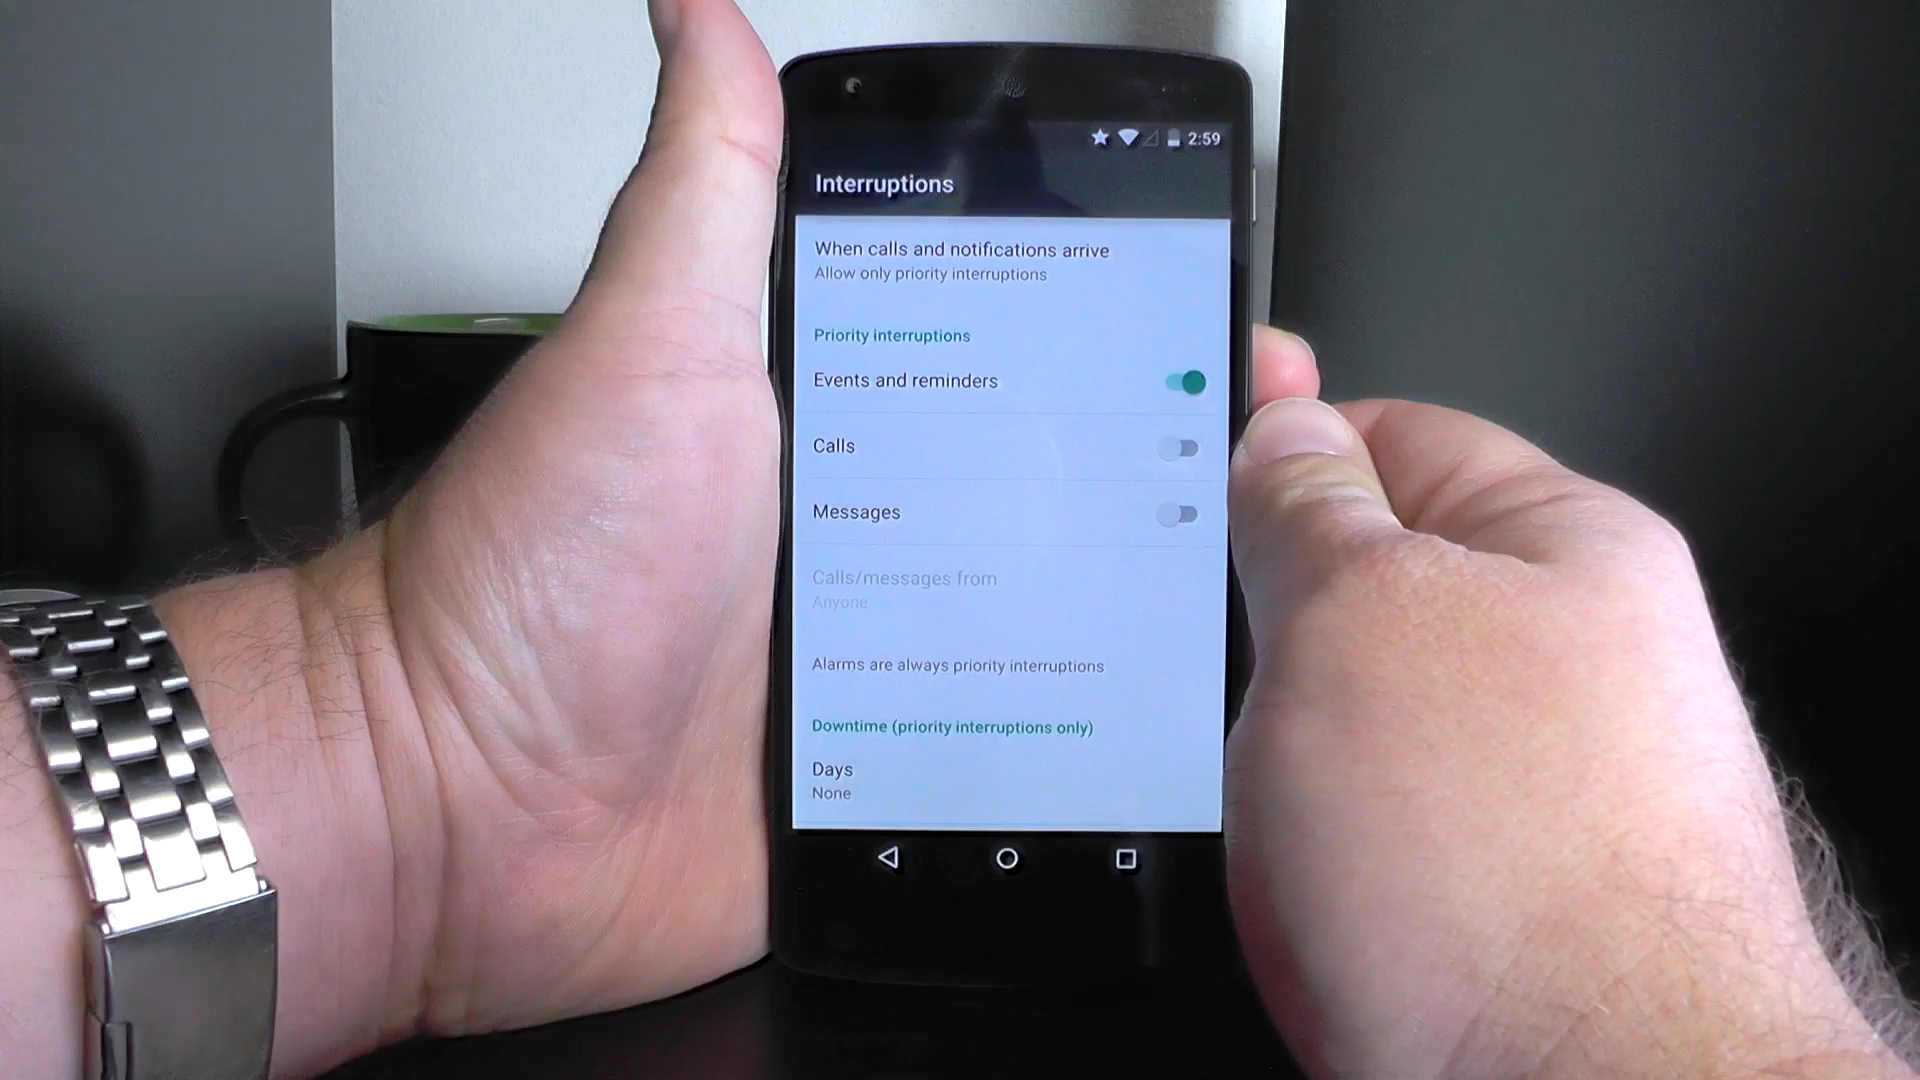 2:59
Interruptions
When calls and notifications arrive
Allow only priority interruptions
Priority interruptions
Events and reminders
Calls
Messages
Calls/messages from
Anyone
Alarms are always priority interruptions
Downtime (priority interruptions only)
Days
None